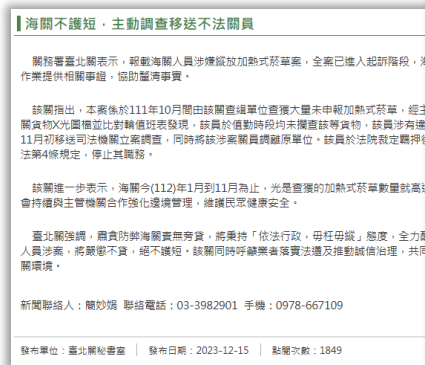 海關不護短，主動調查移送不法關員
關務署臺北關表示，報載海關人員涉嫌縱放加熱式菸草案，全案已進入起訴階段，海
作業提供相關事證，協助釐清事實。
該關指出，本案係於111年10月間由該關查緝單位查獲大量未申報加熱式菸草，經主
關貨物X光圖檔並比對輪值班表發現，該員於值勤時段均未攔查該等貨物，該員涉有違
11月初移送司法機關立案調查，同時將該涉案關員調離原單位。該員於法院裁定羈押後
法第4條規定，停止其職務。
該關進一步表示，海關今(112)年1月到11月為止，光是查獲的加熱式菸草數量就高達
會持續與主管機關合作強化邊境管理，維護民眾健康安全。
臺北關強調，肅貪防弊海關責無旁貸，將秉持「依法行政，毋枉毋縱」態度，全力配
人員涉案，將嚴懲不貸，絕不護短。該關同時呼籲業者落實法遵及推動誠信治理，共同
關環境。
新聞聯絡人：簡妙娟 聯絡電話：03-3982901 手機：0978-667109
發布單位：臺北關秘書室 發布日期：2023-12-15 點閱次數：1849